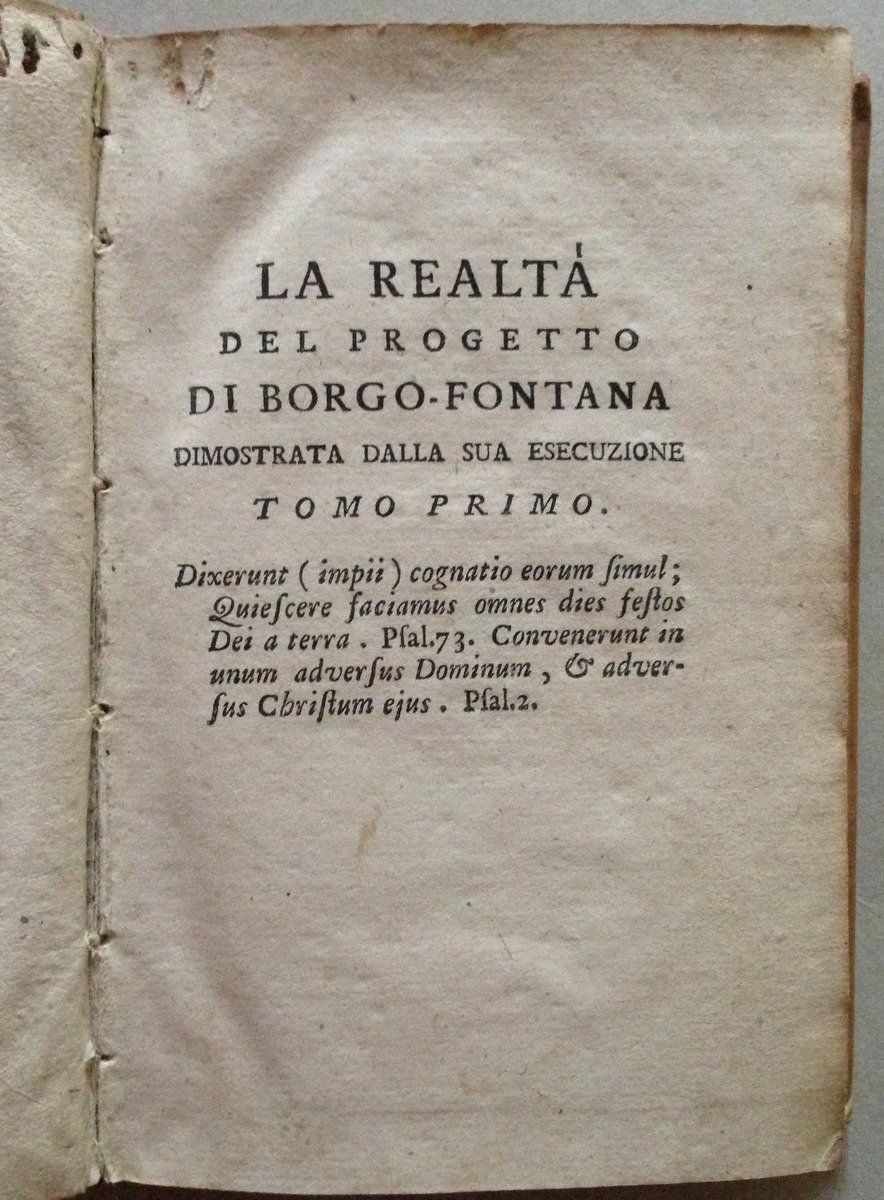 LA REALTÁ
DEL PROGETTO
DI BORGO-FONTANA
DIMOSTRATA DALLA SUA ESECUZIONE
TOMO PRIMO.
Dixerunt ( impii ) cognatio eorum ſimul ;
Quieſcere faciamus omnes dies feſtos
Dei a terra . Pſal.73. Convenerunt in
unum adverſus Dominum , & adver-
ſus Chriſtum ejus . Pſal.2.